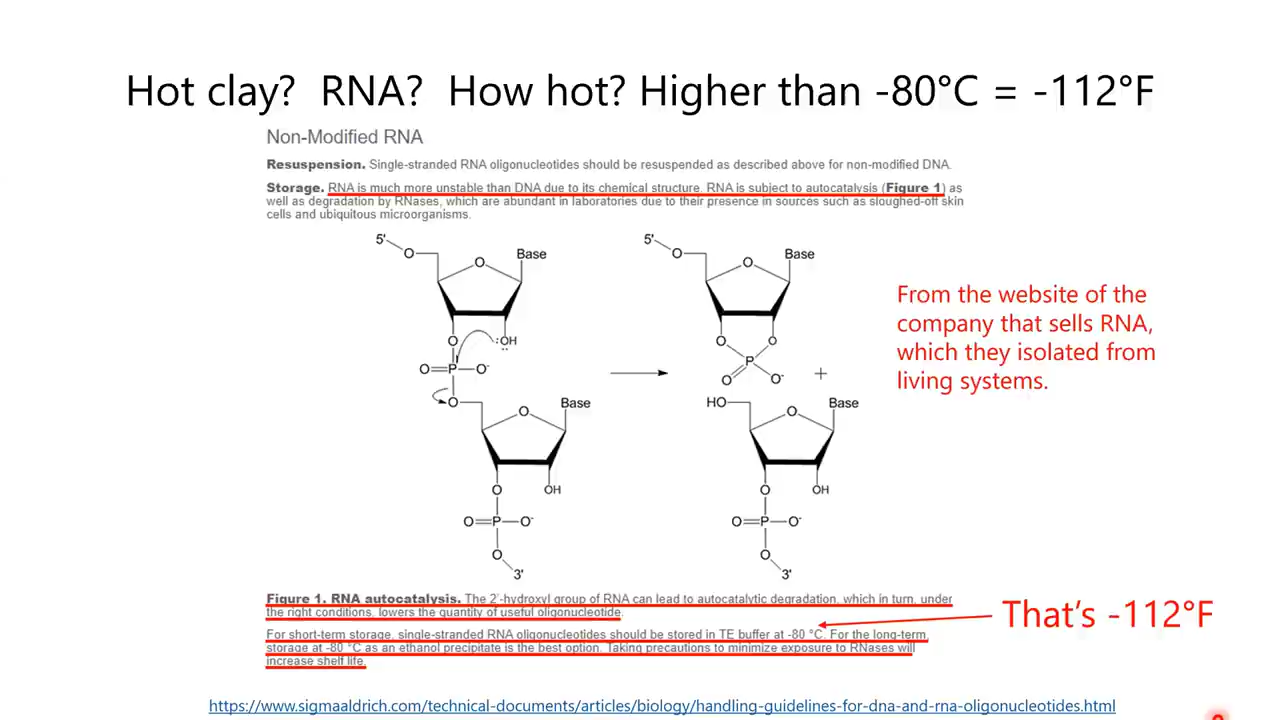 Hot clay?  RNA?  How hot? Higher than -80°C = -112°F
Non-Modified RNA
Resuspension. Single-stranded RNA oligonucleotides should be resuspended as described above for non-modified DNA.
Storage. RNA is much more unstable than DNA due to its chemical structure. RNA is subject to autocatalysis (Figure 1) as
well as degradation by RNases, which are abundant in laboratories due to their presence in sources such as sloughed-off skin
cells and ubiquitous microorganisms.
5'
O
O
Base
O
:OH
O=P—O-
O
O
Base
O
OH
O=P—O-
O
3'
5'
O
O
Base
O
O
P
O
O-
+
HO
O
Base
O
OH
O=P—O-
O
3'
From the website of the
company that sells RNA,
which they isolated from
living systems.
Figure 1. RNA autocatalysis. The 2'-hydroxyl group of RNA can lead to autocatalytic degradation, which in turn, under
the right conditions, lowers the quantity of useful oligonucleotide.
For short-term storage, single-stranded RNA oligonucleotides should be stored in TE buffer at -80 °C. For the long-term,
storage at -80 °C as an ethanol precipitate is the best option. Taking precautions to minimize exposure to RNases will
increase shelf life.
That's -112°F
https://www.sigmaaldrich.com/technical-documents/articles/biology/handling-guidelines-for-dna-and-rna-oligonucleotides.html